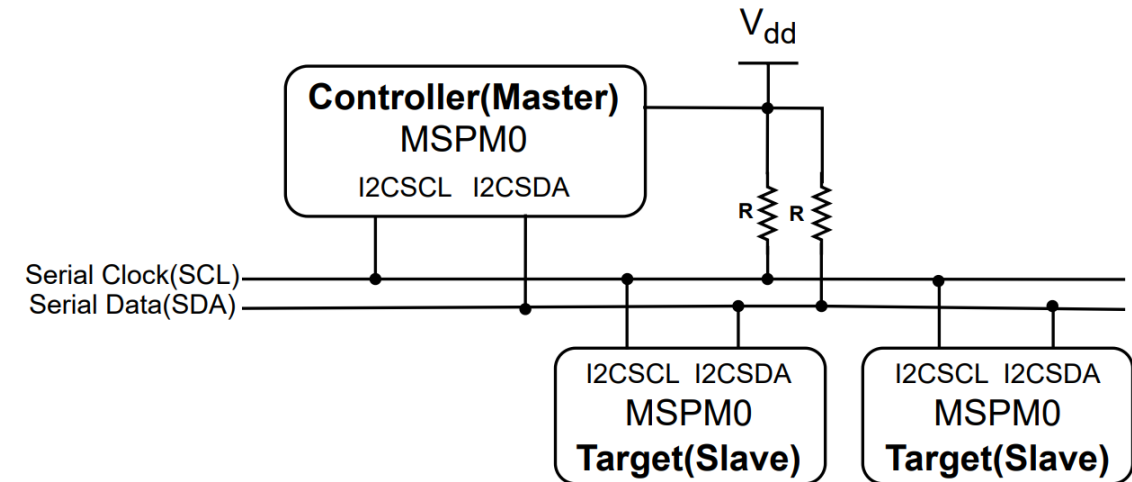 Vdd
Controller(Master)
MSPM0
I2CSCL I2CSDA
R R
Serial Clock(SCL)
Serial Data(SDA)
I2CSCL I2CSDA
MSPM0
Target(Slave)
I2CSCL I2CSDA
MSPM0
Target(Slave)